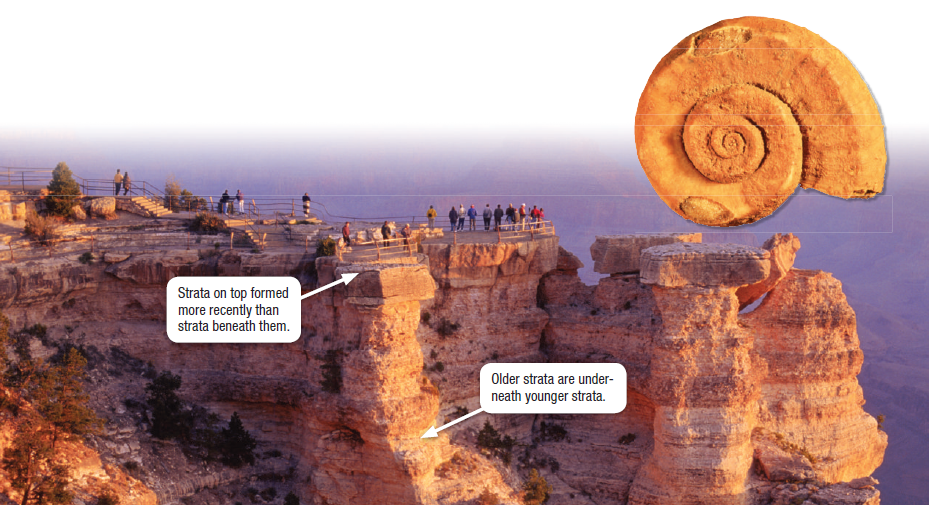 Strata on top formed
more recently than
strata beneath them.
Older strata are under-
neath younger strata.